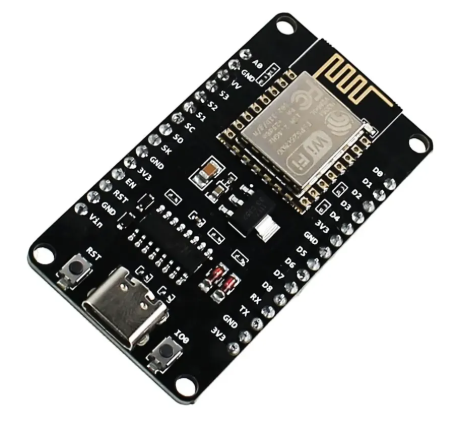 A0
GND
VV
S3
S2
S1
SC
S0
SK
GND
3V3
EN
RST
GND
Vin
D0
D1
D2
D3
D4
3V3
GND
D5
D6
D7
D8
RX
TX
GND
3V3
RST
IO0
WiFi